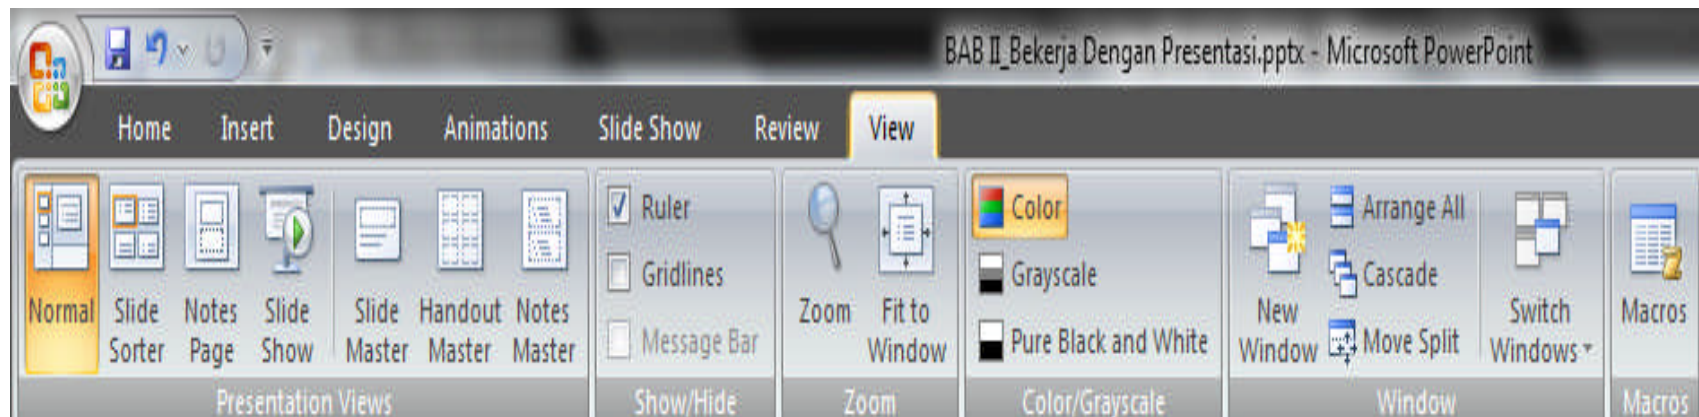 BAB II_Bekerja Dengan Presentasi.pptx - Microsoft PowerPoint
Home Insert Design Animations Slide Show Review View
Normal
Slide Sorter
Notes Page
Slide Show
Slide Master
Handout Master
Notes Master
Presentation Views
Ruler
Gridlines
Message Bar
Show/Hide
Zoom
Fit to Window
Zoom
Color
Grayscale
Pure Black and White
Color/Grayscale
New Window
Arrange All
Cascade
Move Split
Switch Windows
Window
Macros
Macros